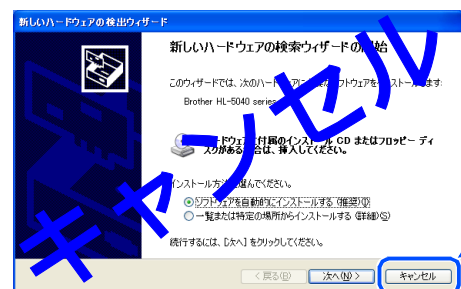 新しいハードウェアの検出ウィザード
新しいハードウェアの検索ウィザードの開始
このウィザードでは、次のハードウェアに
フトウェアを
ストール
ます:
Brother HL-5040 series
ハードウェアに付属のインストール CD またはフロッピー ディ
スクがある場合は、挿入してください。
インストール方法を選んでください。
ソフトウェアを自動的にインストールする (推奨)(I)
一覧または特定の場所からインストールする (詳細)(S)
続行するには、[次へ] をクリックしてください。
< 戻る(B)
次へ(N) >
キャンセル
キャンセル